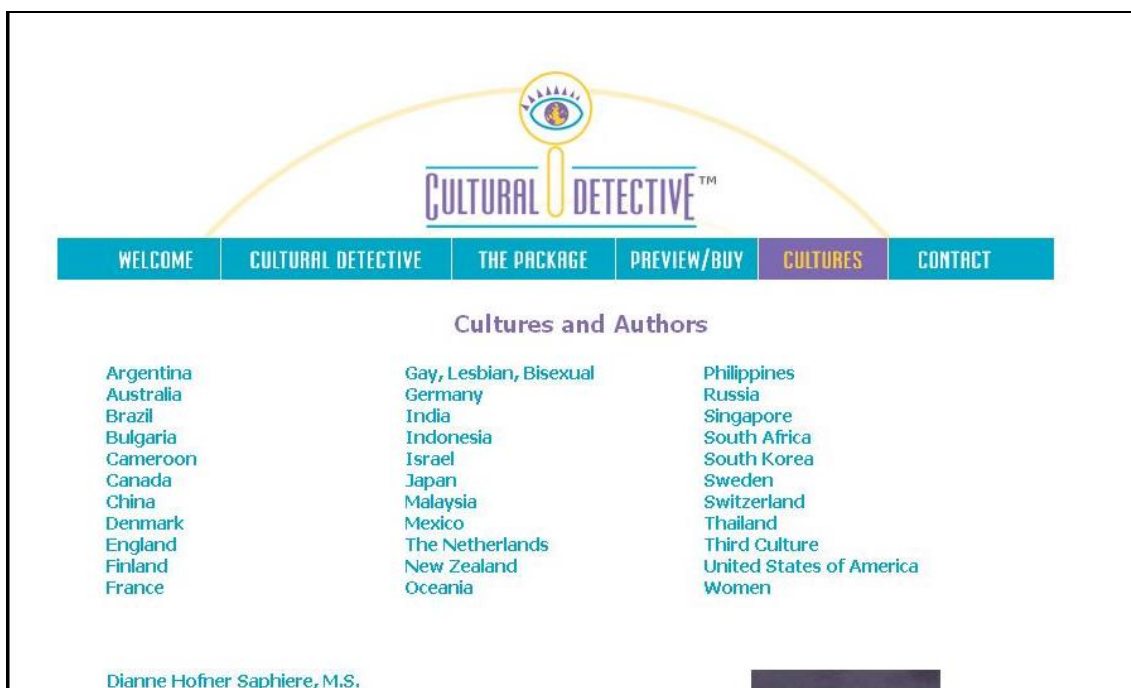 CULTURAL DETECTIVE™
WELCOME CULTURAL DETECTIVE THE PACKAGE PREVIEW/BUY CULTURES CONTACT
Cultures and Authors
Argentina
Australia
Brazil
Bulgaria
Cameroon
Canada
China
Denmark
England
Finland
France
Gay, Lesbian, Bisexual
Germany
India
Indonesia
Israel
Japan
Malaysia
Mexico
The Netherlands
New Zealand
Oceania
Philippines
Russia
Singapore
South Africa
South Korea
Sweden
Switzerland
Thailand
Third Culture
United States of America
Women
Dianne Hofner Saphiere, M.S.